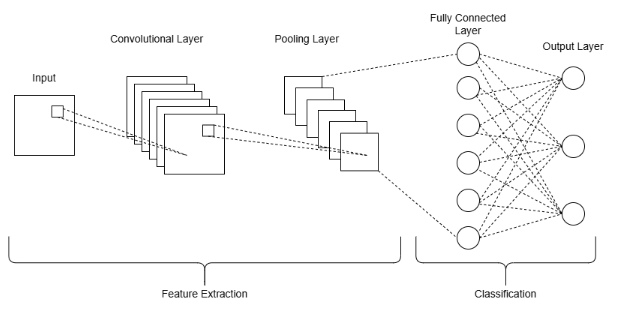 Fully Connected
Layer
Convolutional Layer
Pooling Layer
Output Layer
Input
Feature Extraction
Classification